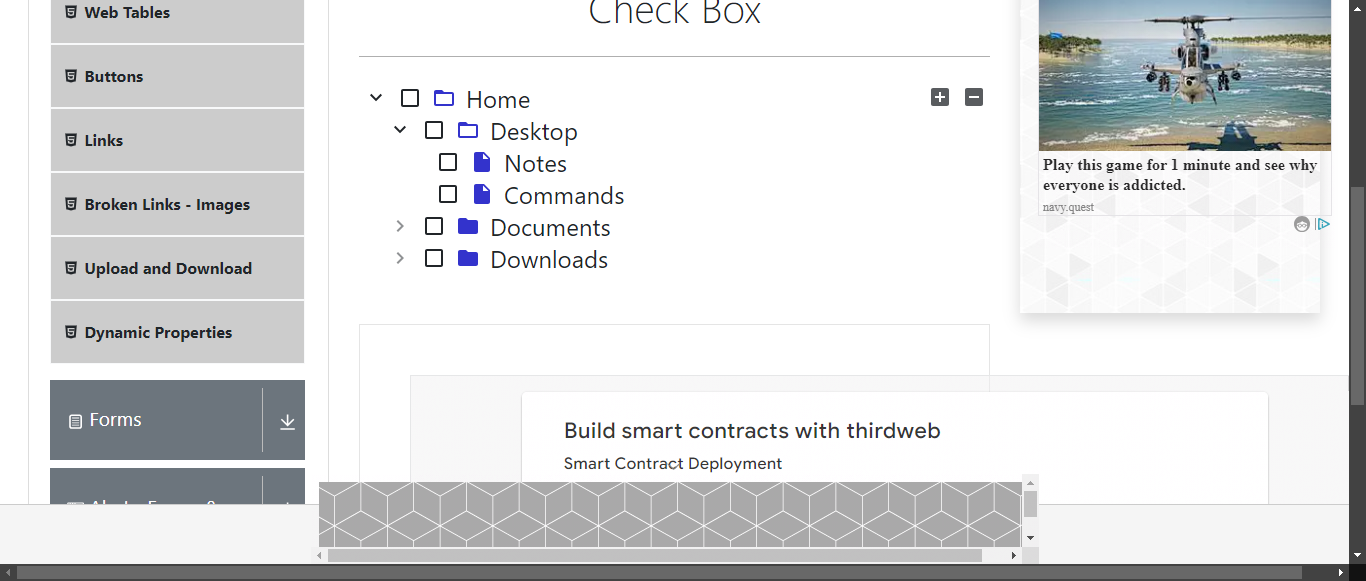 Web Tables
Buttons
Links
Broken Links - Images
Upload and Download
Dynamic Properties
Forms
Check Box
Home
Desktop
Notes
Commands
Documents
Downloads
Build smart contracts with thirdweb
Smart Contract Deployment
Play this game for 1 minute and see why
everyone is addicted.
navy.quest